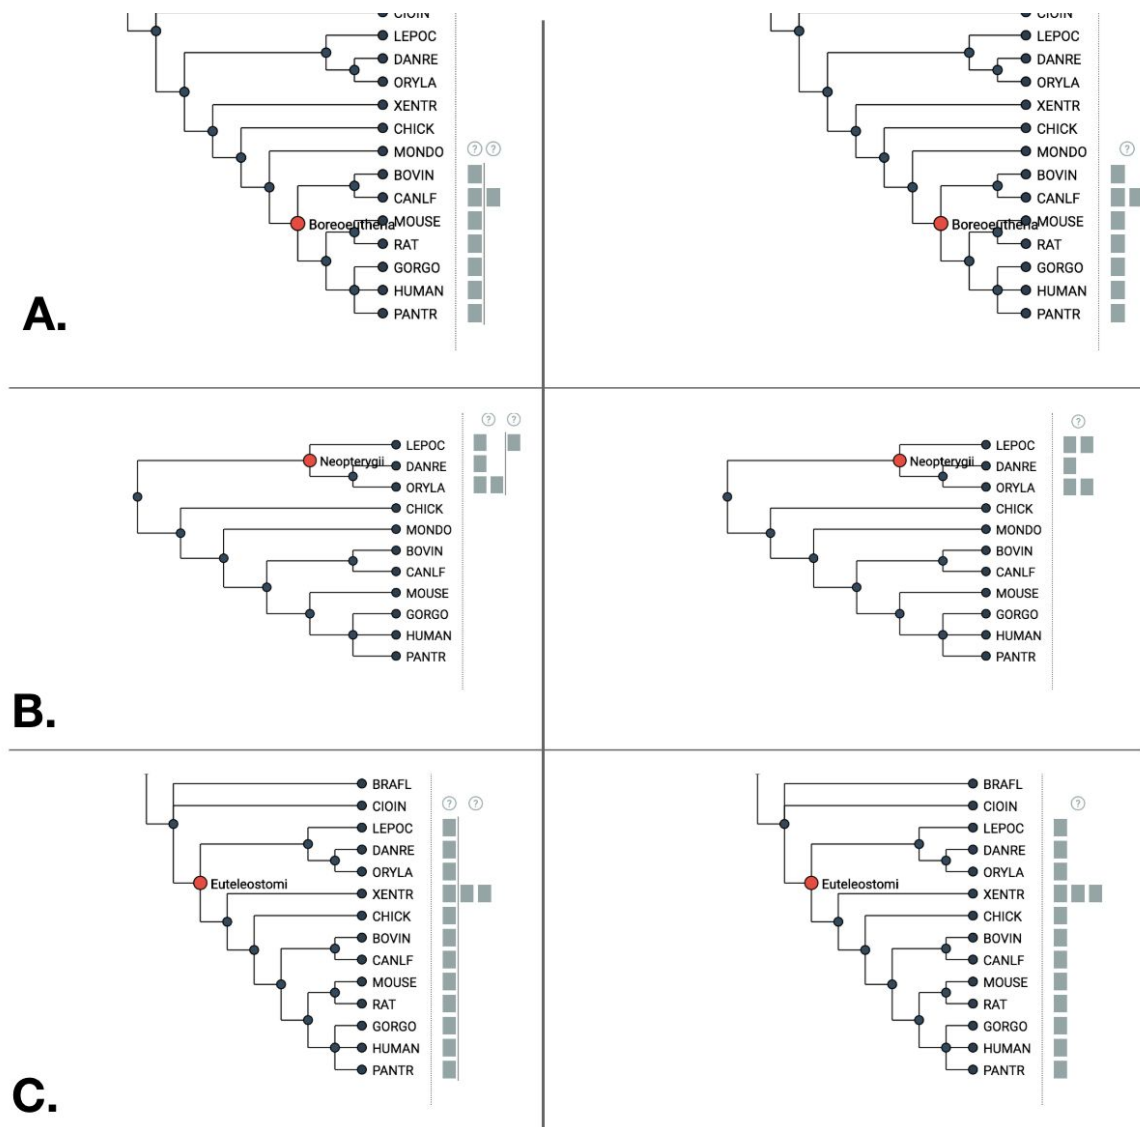 CIOIN
LEPOC
DANRE
ORYLA
XENTR
CHICK
MONDO
? ?
BOVIN
CANLF
Boreoeutheria
MOUSE
RAT
GORGO
HUMAN
PANTR
A.
CIOIN
LEPOC
DANRE
ORYLA
XENTR
CHICK
MONDO
?
BOVIN
CANLF
Boreoeutheria
MOUSE
RAT
GORGO
HUMAN
PANTR
? ?
LEPOC
Neopterygii
DANRE
ORYLA
CHICK
MONDO
BOVIN
CANLF
MOUSE
GORGO
HUMAN
PANTR
B.
?
LEPOC
Neopterygii
DANRE
ORYLA
CHICK
MONDO
BOVIN
CANLF
MOUSE
GORGO
HUMAN
PANTR
BRAFL
CIOIN
? ?
LEPOC
DANRE
ORYLA
Euteleostomi
XENTR
CHICK
BOVIN
CANLF
MOUSE
RAT
GORGO
HUMAN
PANTR
C.
BRAFL
CIOIN
?
LEPOC
DANRE
ORYLA
Euteleostomi
XENTR
CHICK
BOVIN
CANLF
MOUSE
RAT
GORGO
HUMAN
PANTR